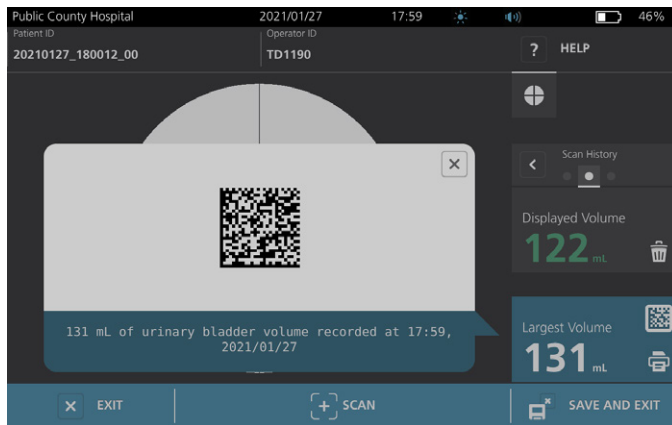 Public County Hospital 2021/01/27 17:59 46%
Patient ID Operator ID
20210127_180012_00 TD1190
? HELP
Scan History
Displayed Volume
122 mL
131 mL of urinary bladder volume recorded at 17:59,
2021/01/27
Largest Volume
131 mL
EXIT SCAN SAVE AND EXIT